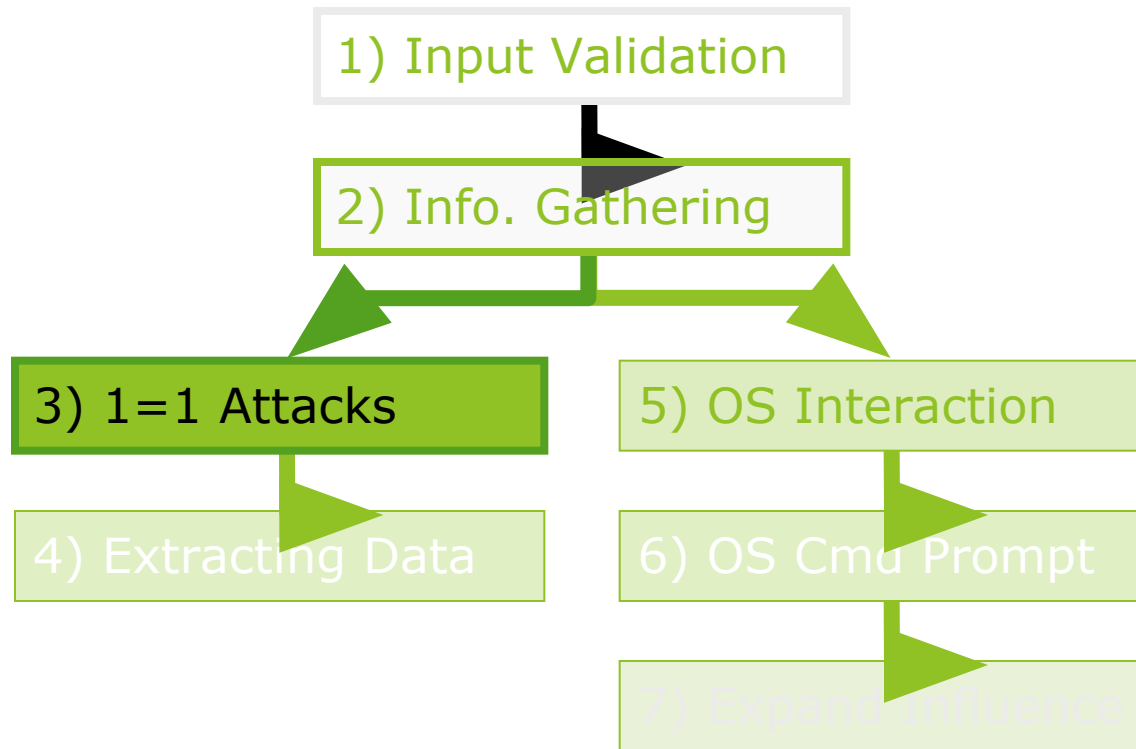 1) Input Validation
2) Info. Gathering
3) 1=1 Attacks
5) OS Interaction
4) Extracting Data
6) OS Cmd Prompt
7) Expand Influence